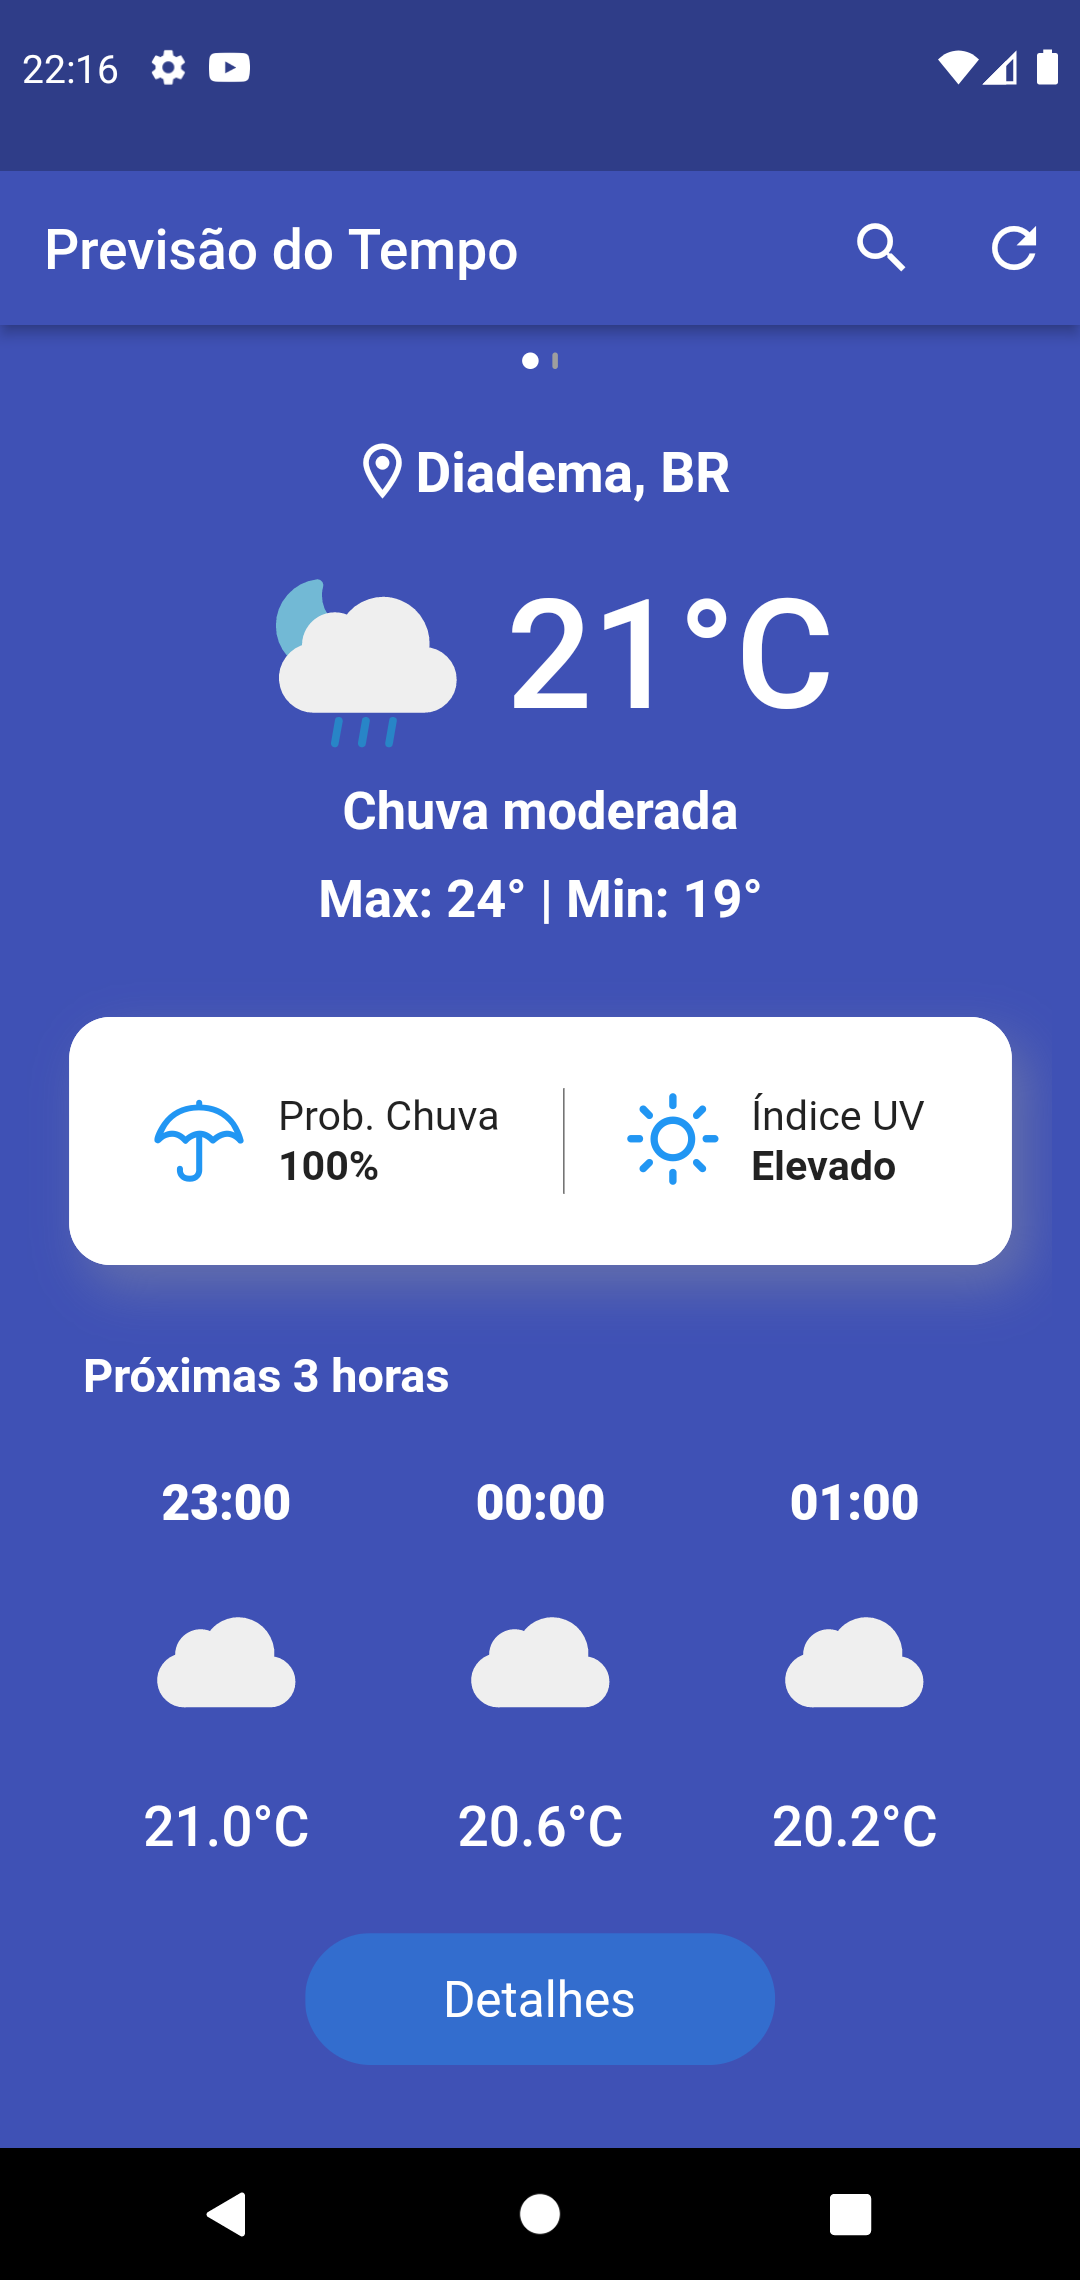 22:16
Previsão do Tempo
Diadema, BR
21°C
Chuva moderada
Max: 24° | Min: 19°
Prob. Chuva
100%
Índice UV
Elevado
Próximas 3 horas
23:00 00:00 01:00
21.0°C 20.6°C 20.2°C
Detalhes